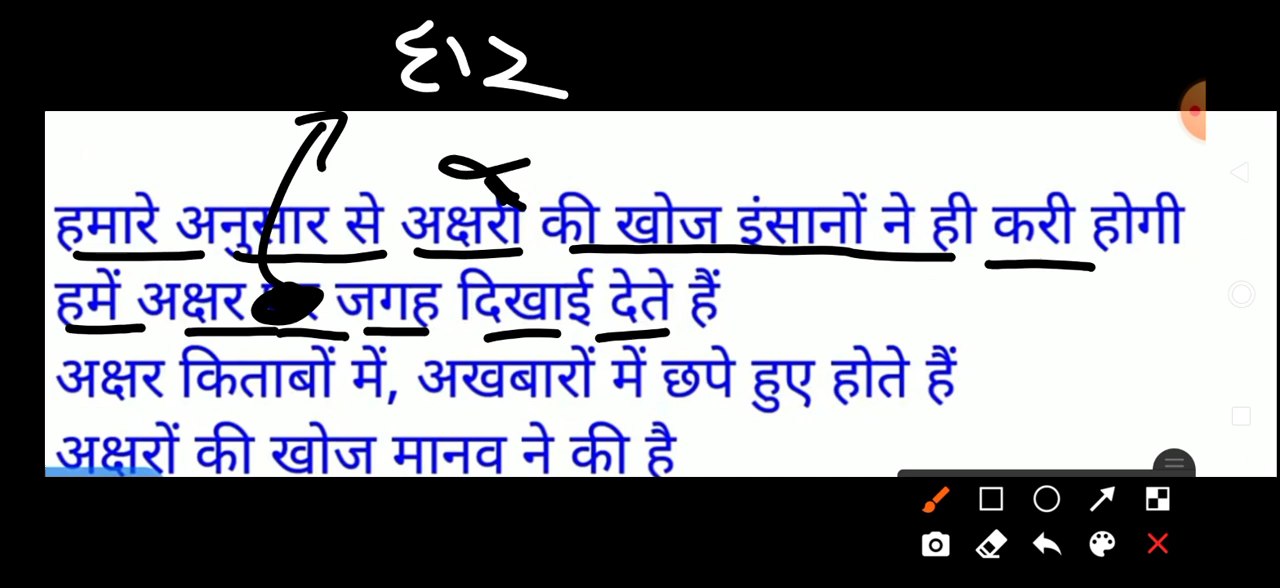 हमारे अनुसार से अक्षरो की खोज इंसानों ने ही करी होगी
हमें अक्षर जगह दिखाई देते हैं
अक्षर किताबों में, अखबारों में छपे हुए होते हैं
अक्षरों की खोज मानव ने की है